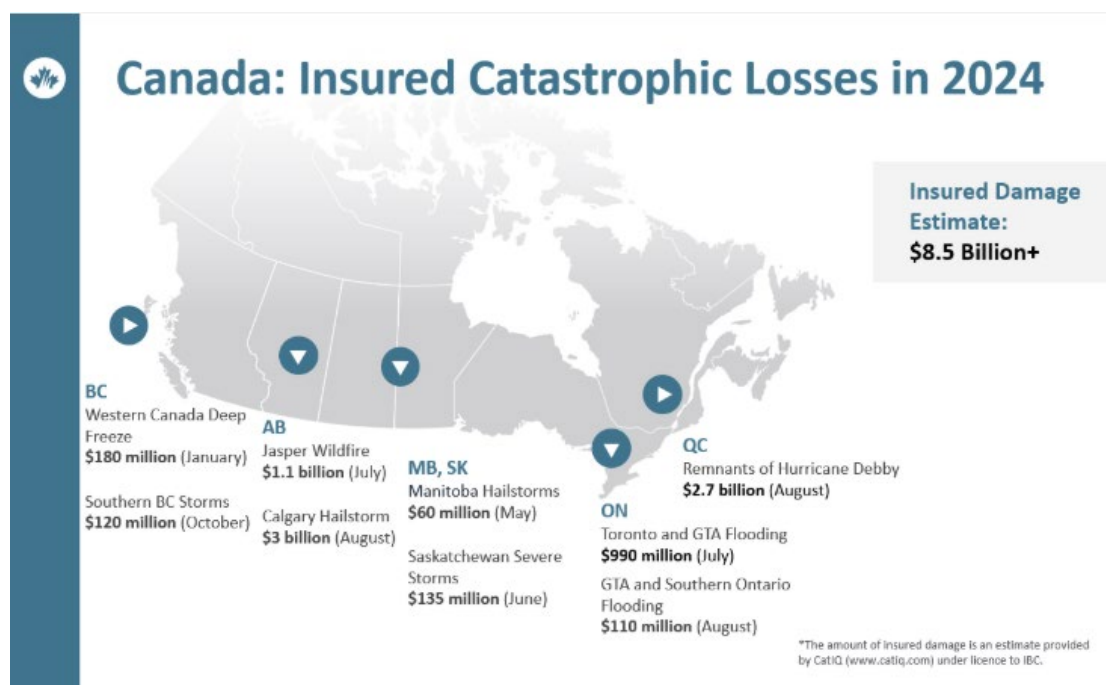 Canada: Insured Catastrophic Losses in 2024
Insured Damage
Estimate:
$8.5 Billion+
BC
Western Canada Deep
Freeze
$180 million (January)
Southern BC Storms
$120 million (October)
AB
Jasper Wildfire
$1.1 billion (July)
Calgary Hailstorm
$3 billion (August)
MB, SK
Manitoba Hailstorms
$60 million (May)
Saskatchewan Severe
Storms
$135 million (June)
ON
Toronto and GTA Flooding
$990 million (July)
GTA and Southern Ontario
Flooding
$110 million (August)
QC
Remnants of Hurricane Debby
$2.7 billion (August)
*The amount of insured damage is an estimate provided
by CatIQ (www.catiq.com) under licence to IBC.